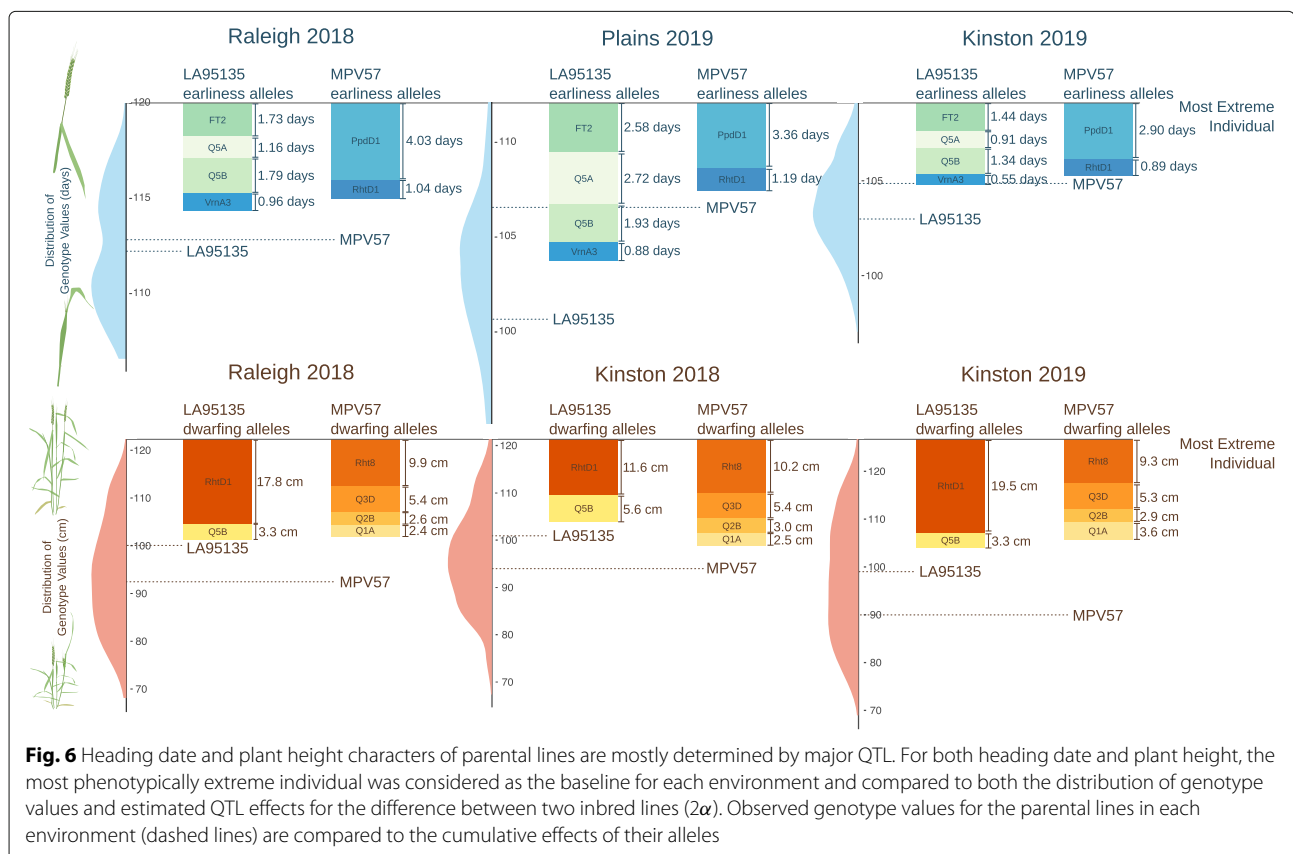 Raleigh 2018
Plains 2019
Kinston 2019
LA95135
earliness alleles
MPV57
earliness alleles
LA95135
earliness alleles
MPV57
earliness alleles
LA95135
earliness alleles
MPV57
earliness alleles
Most Extreme
Individual
Distribution of
Genotype Values (days)
120
115
110
FT2
1.73 days
Q5A
1.16 days
Q5B
1.79 days
VrnA3
0.96 days
PpdD1
4.03 days
RhtD1
1.04 days
MPV57
LA95135
110
105
100
FT2
2.58 days
Q5A
2.72 days
Q5B
1.93 days
VrnA3
0.88 days
PpdD1
3.36 days
RhtD1
1.19 day
MPV57
LA95135
105
100
FT2
1.44 days
Q5A
0.91 days
Q5B
1.34 days
VrnA3
0.55 days
PpdD1
2.90 days
RhtD1
0.89 days
MPV57
LA95135
Raleigh 2018
Kinston 2018
Kinston 2019
LA95135
dwarfing alleles
MPV57
dwarfing alleles
LA95135
dwarfing alleles
MPV57
dwarfing alleles
LA95135
dwarfing alleles
MPV57
dwarfing alleles
Most Extreme
Individual
Distribution of
Genotype Values (cm)
120
110
100
90
80
70
RhtD1
17.8 cm
Q5B
3.3 cm
Rht8
9.9 cm
Q3D
5.4 cm
Q2B
2.6 cm
Q1A
2.4 cm
LA95135
MPV57
120
110
100
90
80
70
RhtD1
11.6 cm
Q5B
5.6 cm
Rht8
10.2 cm
Q3D
5.4 cm
Q2B
3.0 cm
Q1A
2.5 cm
LA95135
MPV57
120
110
100
90
80
70
RhtD1
19.5 cm
Q5B
3.3 cm
Rht8
9.3 cm
Q3D
5.3 cm
Q2B
2.9 cm
Q1A
3.6 cm
LA95135
MPV57
Fig. 6 Heading date and plant height characters of parental lines are mostly determined by major QTL. For both heading date and plant height, the
most phenotypically extreme individual was considered as the baseline for each environment and compared to both the distribution of genotype
values and estimated QTL effects for the difference between two inbred lines (2α). Observed genotype values for the parental lines in each
environment (dashed lines) are compared to the cumulative effects of their alleles